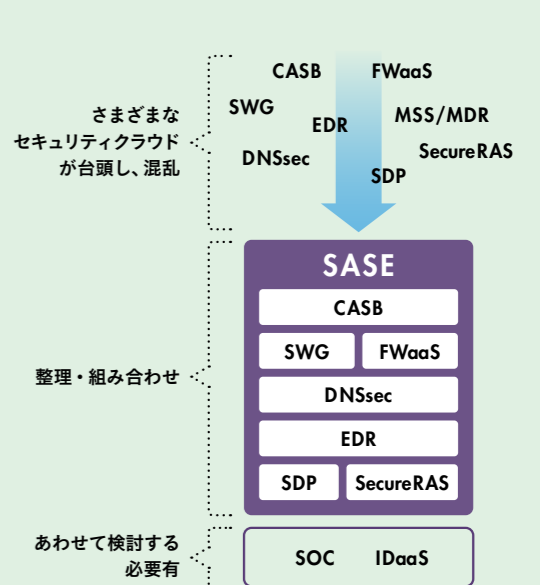 CASB
FWaaS
SWG
MSS/MDR
EDR
SecureRAS
DNSsec
SDP
さまざまな
セキュリティクラウド
が台頭し、混乱
SASE
CASB
SWG
FWaaS
DNSsec
EDR
SDP
SecureRAS
整理・組み合わせ
あわせて検討する
必要有
SOC
IDaaS